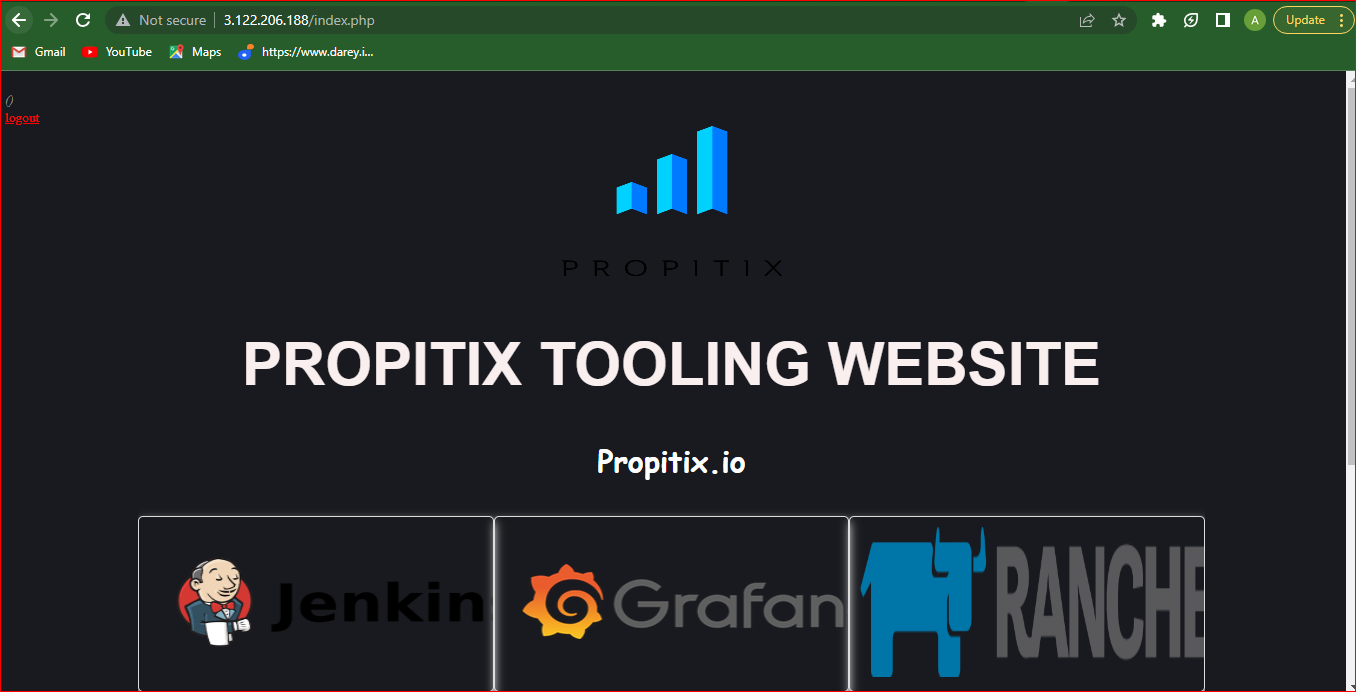 Not secure 3.122.206.188/index.php A Update
Gmail YouTube Maps https://www.darey.i...
()
logout
PROPITIX
PROPITIX TOOLING WEBSITE
Propitix.io
Jenkin Grafan RANCHE